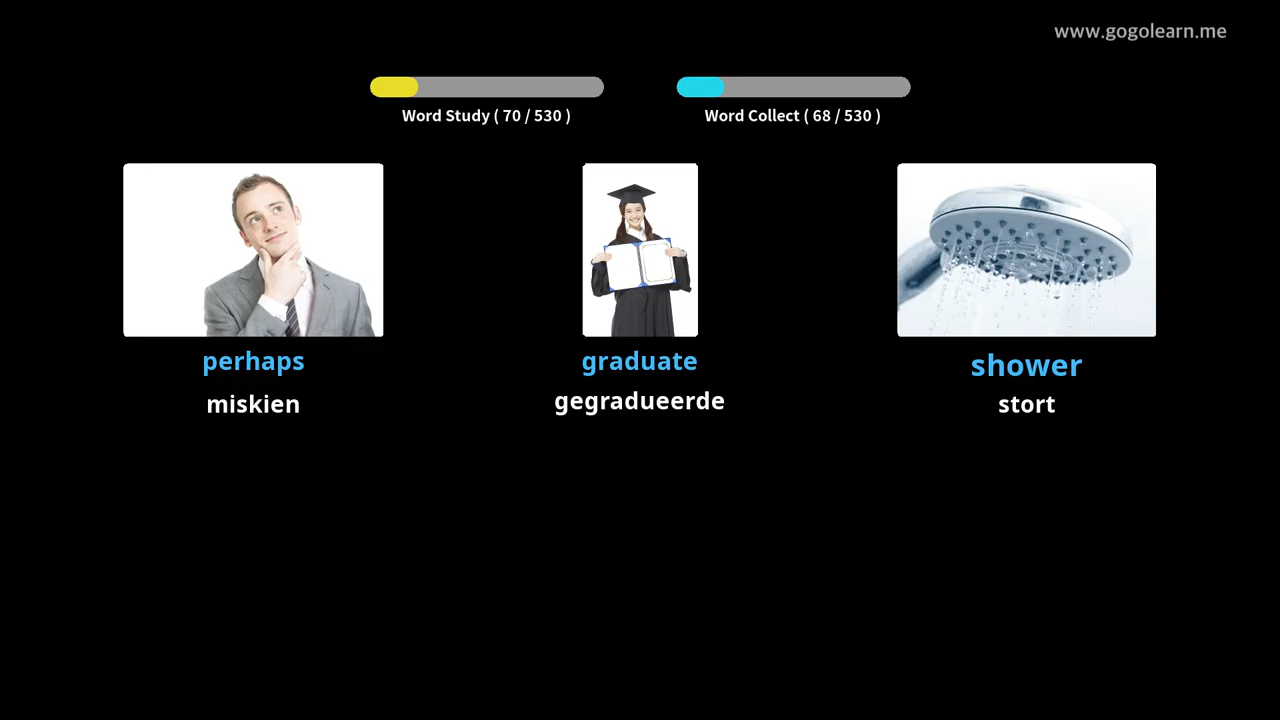 www.gogolearn.me
Word Study ( 70 / 530 )
Word Collect ( 68 / 530 )
perhaps
miskien
graduate
gegradueerde
shower
stort